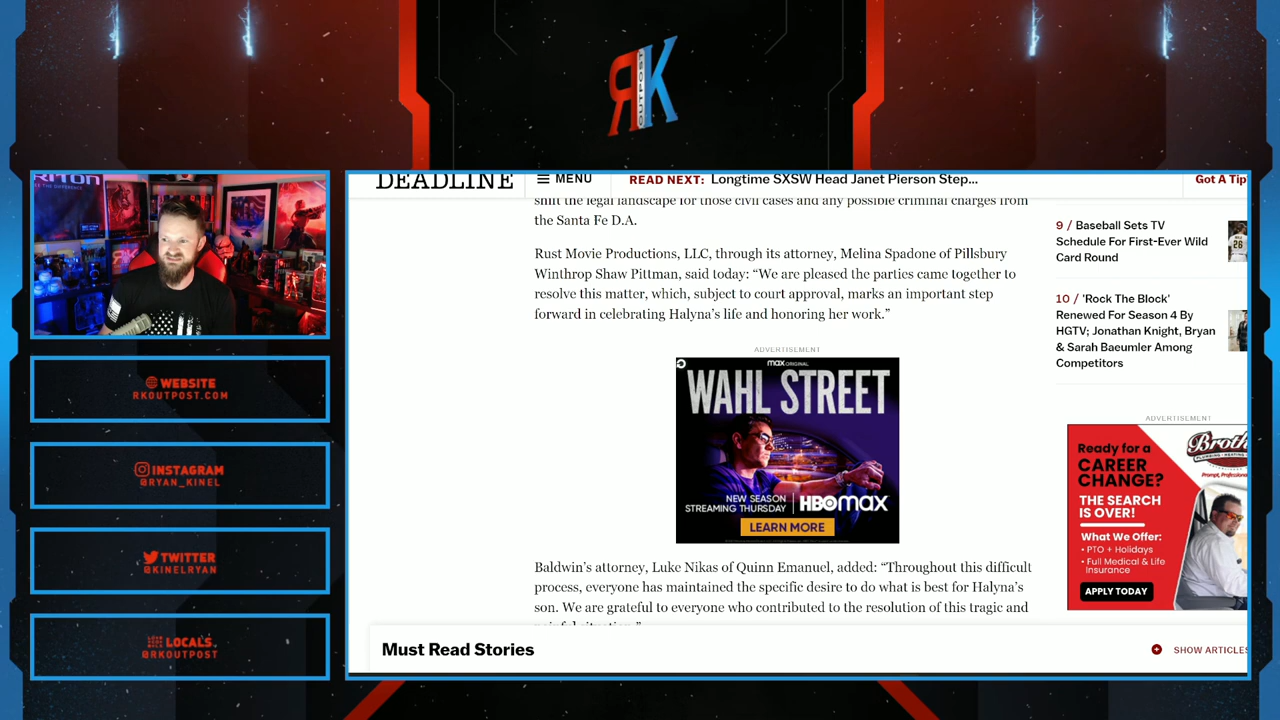 RK
OUTPOST
DEADLINE
MENU
READ NEXT: Longtime SXSW Head Janet Pierson Step...
Got A Tip
shift the legal landscape for those civil cases and any possible criminal charges from
the Santa Fe D.A.
Rust Movie Productions, LLC, through its attorney, Melina Spadone of Pillsbury
Winthrop Shaw Pittman, said today: “We are pleased the parties came together to
resolve this matter, which, subject to court approval, marks an important step
forward in celebrating Halyna’s life and honoring her work.”
ADVERTISEMENT
max ORIGINAL
WAHL STREET
NEW SEASON
STREAMING THURSDAY
HBOmax
LEARN MORE
Baldwin’s attorney, Luke Nikas of Quinn Emanuel, added: “Throughout this difficult
process, everyone has maintained the specific desire to do what is best for Halyna’s
son. We are grateful to everyone who contributed to the resolution of this tragic and
painful situation.”
Must Read Stories
SHOW ARTICLES
9 / Baseball Sets TV
Schedule For First-Ever Wild
Card Round
10 / 'Rock The Block'
Renewed For Season 4 By
HGTV; Jonathan Knight, Bryan
& Sarah Baeumler Among
Competitors
ADVERTISEMENT
Ready for a
CAREER
CHANGE?
THE SEARCH
IS OVER!
What We Offer:
• PTO + Holidays
• Full Medical & Life
Insurance
APPLY TODAY
Broth
WEBSITE
RKOUTPOST.COM
INSTAGRAM
@RYAN_KINEL
TWITTER
@KINELRYAN
LOCALS
@RKOUTPOST